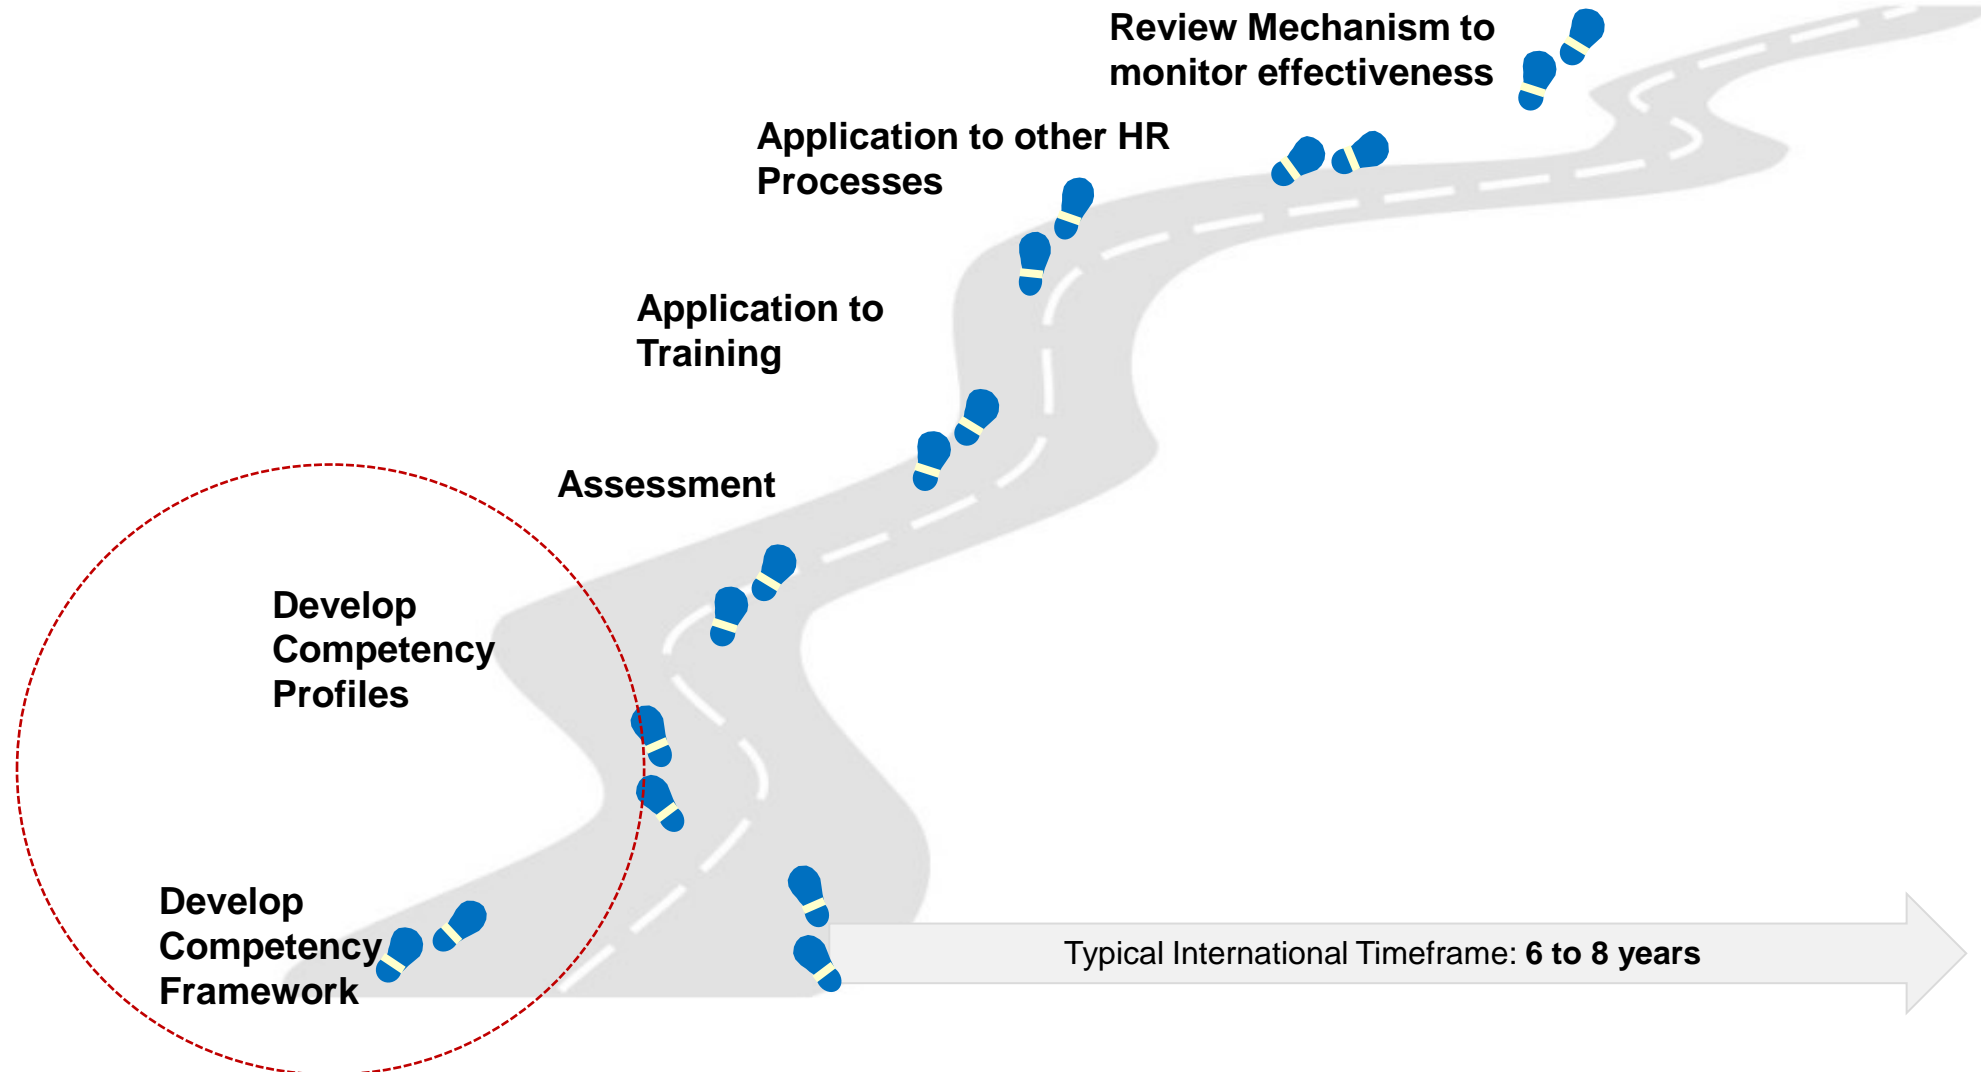 Review Mechanism to
monitor effectiveness
Application to other HR
Processes
Application to
Training
Assessment
Develop
Competency
Profiles
Develop
Competency
Framework
Typical International Timeframe: 6 to 8 years